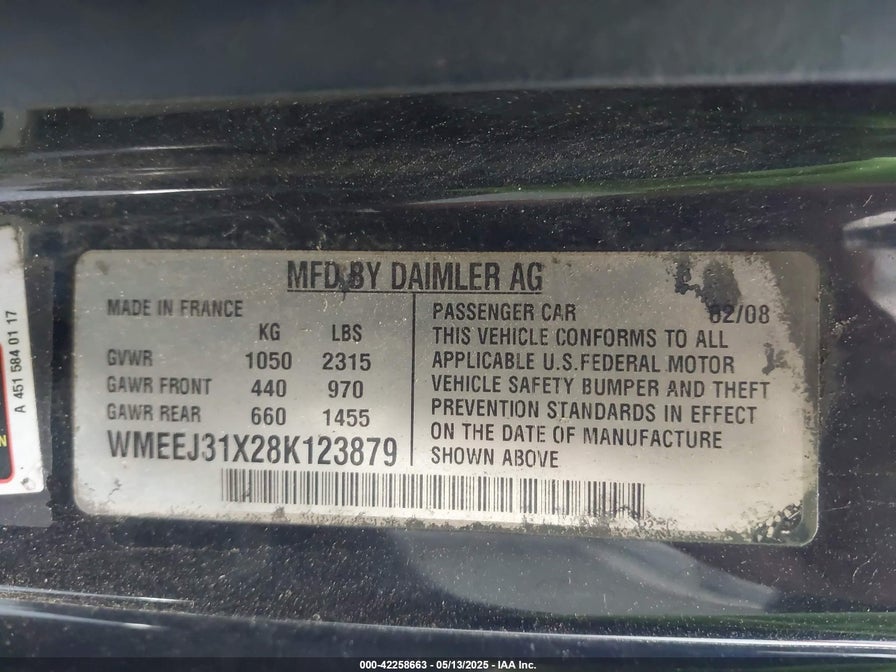 MFD BY DAIMLER AG
MADE IN FRANCE
KG LBS
GVWR 1050 2315
GAWR FRONT 440 970
GAWR REAR 660 1455
WMEEJ31X28K123879
PASSENGER CAR 02/08
THIS VEHICLE CONFORMS TO ALL
APPLICABLE U.S.FEDERAL MOTOR
VEHICLE SAFETY BUMPER AND THEFT
PREVENTION STANDARDS IN EFFECT
ON THE DATE OF MANUFACTURE
SHOWN ABOVE
A 451 584 01 17
000-42258663 - 05/13/2025 - IAA Inc.